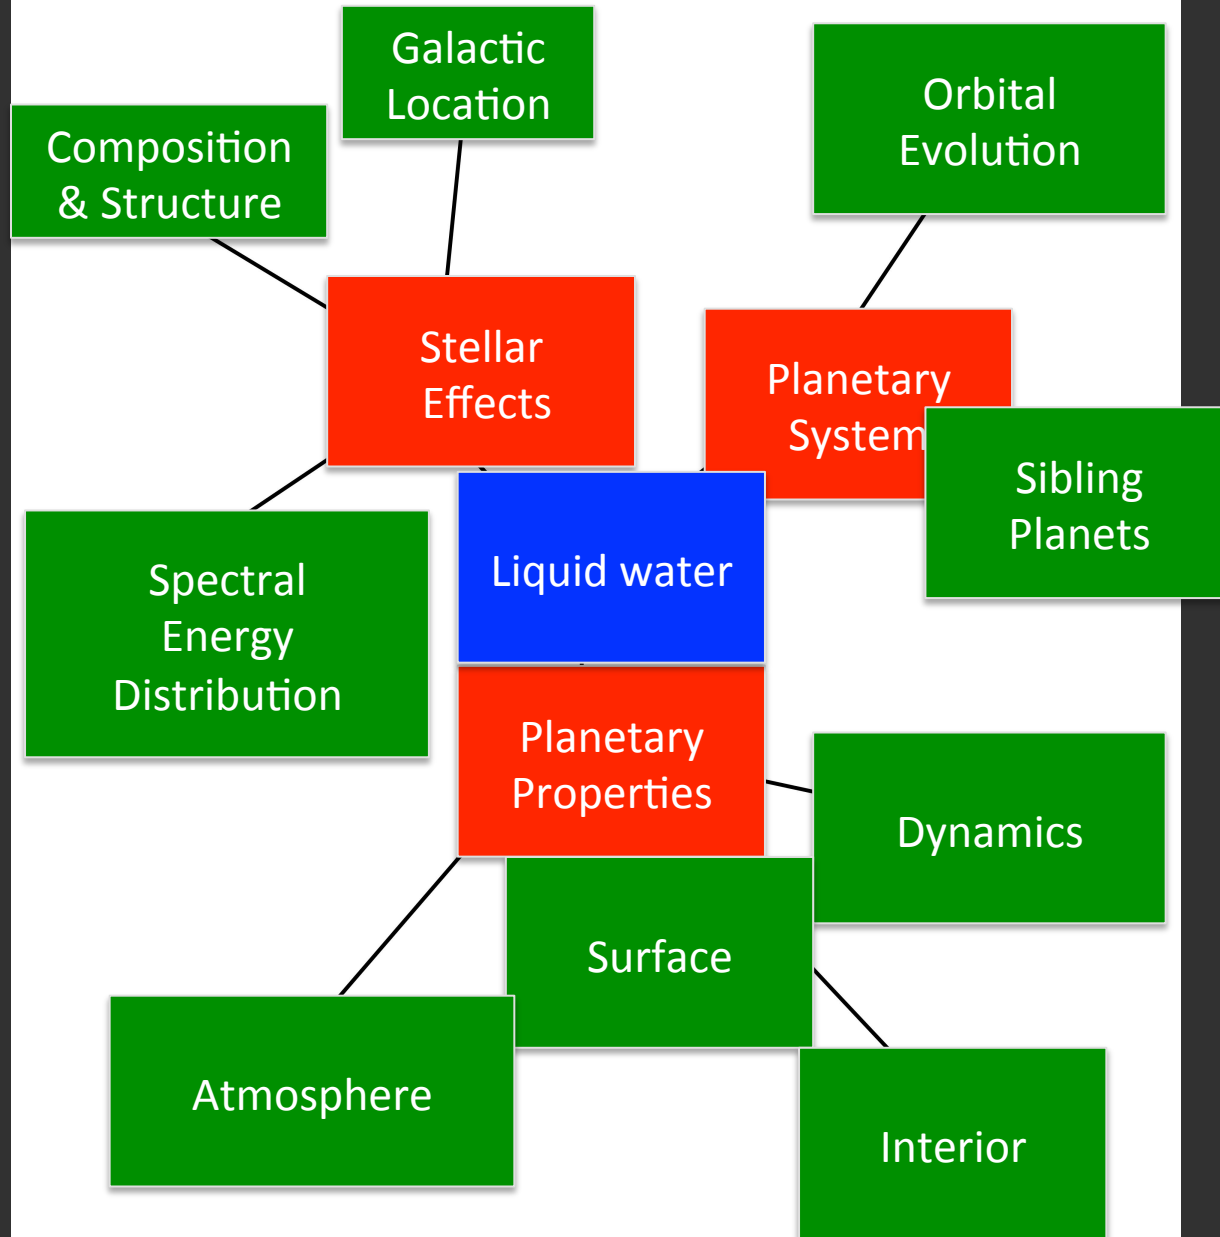 Galactic
Location
Orbital
Evolution
Composition
& Structure
Stellar
Effects
Planetary
System
Sibling
Planets
Spectral
Energy
Distribution
Liquid water
Planetary
Properties
Dynamics
Surface
Atmosphere
Interior